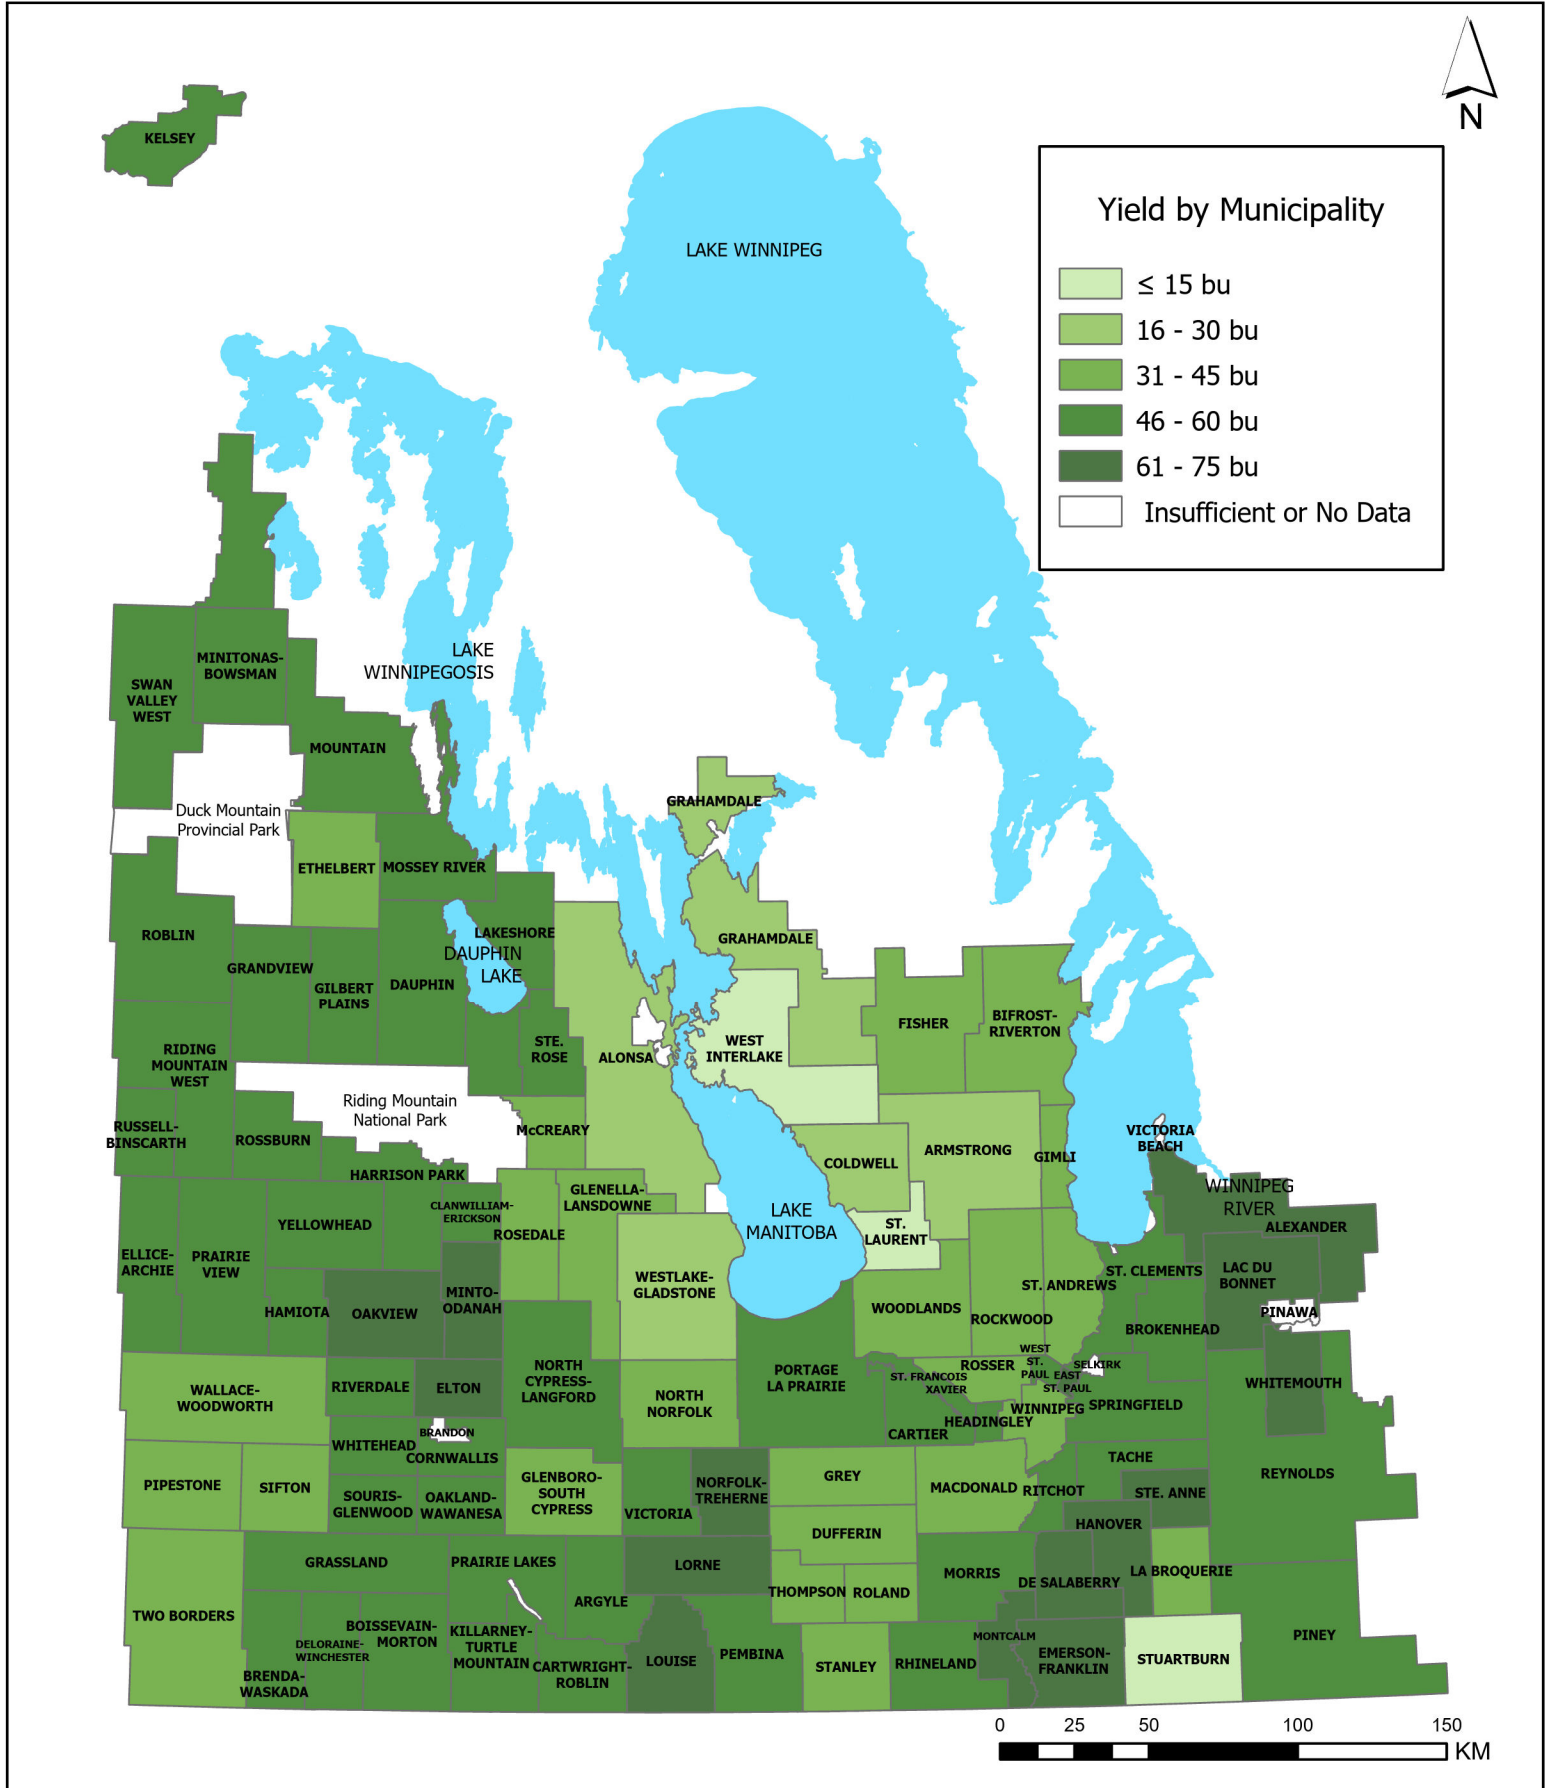 N
KELSEY
LAKE WINNIPEG
Yield by Municipality
≤ 15 bu
16 - 30 bu
31 - 45 bu
46 - 60 bu
61 - 75 bu
Insufficient or No Data
LAKE
WINNIPEGOSIS
MINITONAS-
BOWSMAN
SWAN
VALLEY
WEST
MOUNTAIN
Duck Mountain
Provincial Park
GRAHAMDALE
ETHELBERT
MOSSEY RIVER
ROBLIN
LAKESHORE
DAUPHIN
LAKE
GRAHAMDALE
GRANDVIEW
GILBERT
PLAINS
DAUPHIN
FISHER
BIFROST-
RIVERTON
STE.
ROSE
ALONSA
WEST
INTERLAKE
RIDING
MOUNTAIN
WEST
Riding Mountain
National Park
RUSSELL-
BINSCARTH
ROSSBURN
McCREARY
VICTORIA
BEACH
HARRISON PARK
COLDWELL
ARMSTRONG
GIMLI
GLENELLA-
LANSDOWNE
WINNIPEG
RIVER
ALEXANDER
CLANWILLIAM-
ERICKSON
YELLOWHEAD
ROSEDALE
LAKE
MANITOBA
ST.
LAURENT
ELLICE-
ARCHIE
PRAIRIE
VIEW
ST. CLEMENTS
LAC DU
BONNET
WESTLAKE-
GLADSTONE
ST. ANDREWS
MINTO-
ODANAH
HAMIOTA
OAKVIEW
WOODLANDS
ROCKWOOD
PINAWA
BROKENHEAD
NORTH
CYPRESS-
LANGFORD
PORTAGE
LA PRAIRIE
ST. FRANCOIS
XAVIER
ROSSER
WEST
ST.
PAUL
EAST
ST. PAUL
SELKIRK
WHITEMOUTH
WALLACE-
WOODWORTH
RIVERDALE
ELTON
NORTH
NORFOLK
WINNIPEG
SPRINGFIELD
HEADINGLEY
CARTIER
BRANDON
WHITEHEAD
CORNWALLIS
TACHE
REYNOLDS
PIPESTONE
SIFTON
GLENBORO-
SOUTH
CYPRESS
NORFOLK-
TREHERNE
GREY
MACDONALD
RITCHOT
STE. ANNE
SOURIS-
GLENWOOD
OAKLAND-
WAWANESA
VICTORIA
HANOVER
DUFFERIN
GRASSLAND
PRAIRIE LAKES
LORNE
MORRIS
DE SALABERRY
LA BROQUERIE
THOMPSON
ROLAND
ARGYLE
TWO BORDERS
DELORAINE-
WINCHESTER
BOISSEVAIN-
MORTON
KILLARNEY-
TURTLE
MOUNTAIN
MONTCALM
PINEY
BRENDA-
WASKADA
CARTWRIGHT-
ROBLIN
LOUISE
PEMBINA
STANLEY
RHINELAND
EMERSON-
FRANKLIN
STUARTBURN
0 25 50 100 150
KM